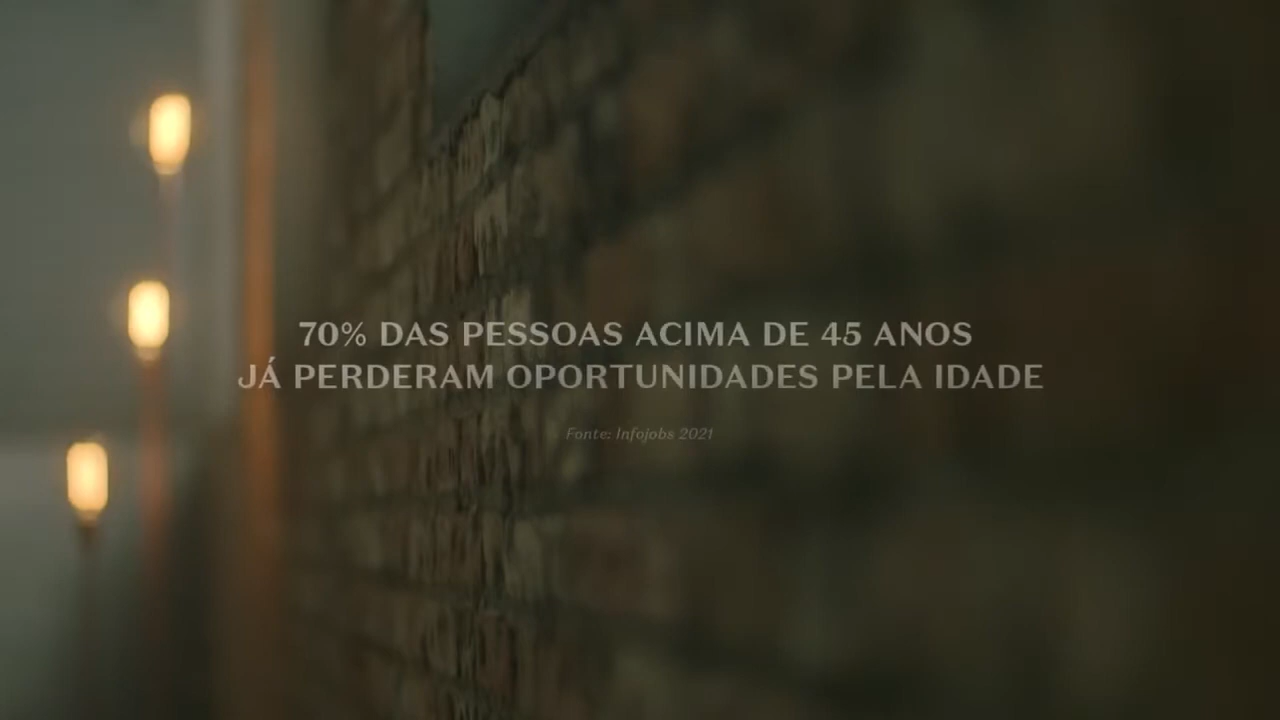 70% DAS PESSOAS ACIMA DE 45 ANOS
JÁ PERDERAM OPORTUNIDADES PELA IDADE
Fonte: Infojobs 2021